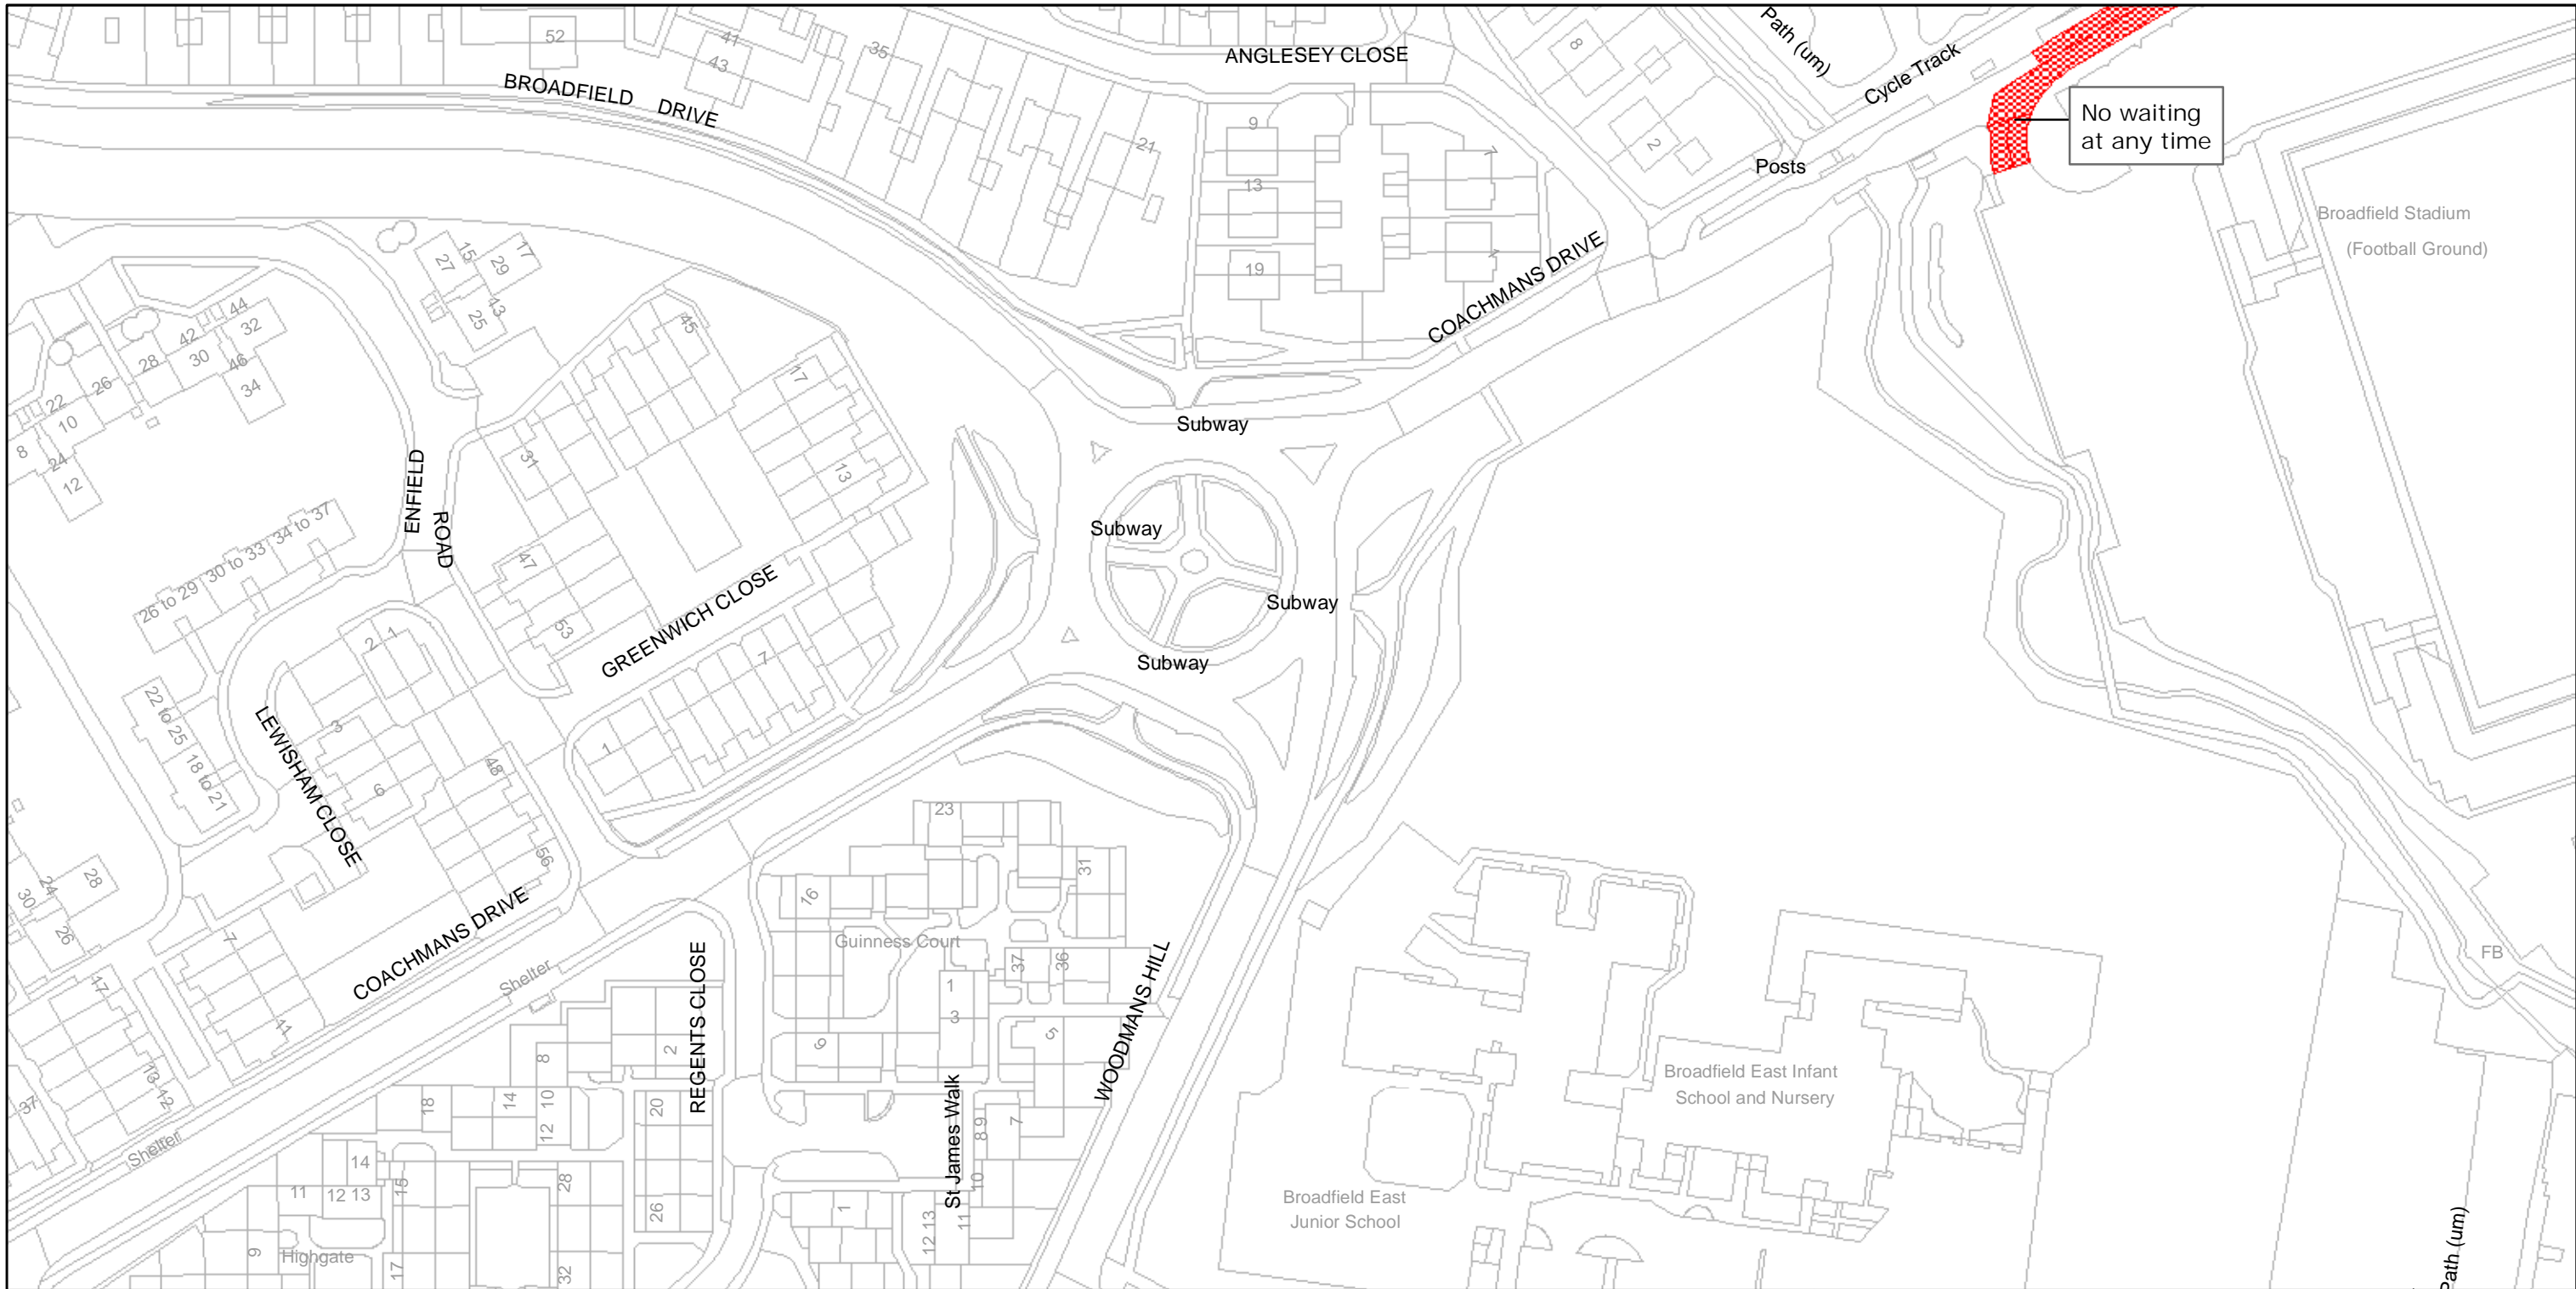 52
41
43
35
BROADFIELD DRIVE
ANGLESEY CLOSE
8
2
Path (um)
Cycle Track
No waiting
at any time
Posts
9
13
19
7
21
Broadfield Stadium
(Football Ground)
COACHMANS DRIVE
15
17
27
29
43
25
44
42
32
28
30
46
34
26
22
10
8
24
12
45
17
13
31
47
53
ENFIELD
ROAD
Subway
Subway
Subway
Subway
26 to 29
30 to 33
34 to 37
GREENWICH CLOSE
7
1
2
1
3
6
22 to 25
18 to 21
LEWISHAM CLOSE
48
56
28
24
30
26
7
11
17
13
12
37
COACHMANS DRIVE
Shelter
Shelter
REGENTS CLOSE
23
31
16
Guinness Court
37
36
1
3
5
9
WOODMANS HILL
St James Walk
8 9
7
10
11
12 13
1
2
8
10
12
14
18
20
26
14
11
12 13
15
28
32
17
9
Highgate
Broadfield East Infant
School and Nursery
Broadfield East
Junior School
FB
Path (um)